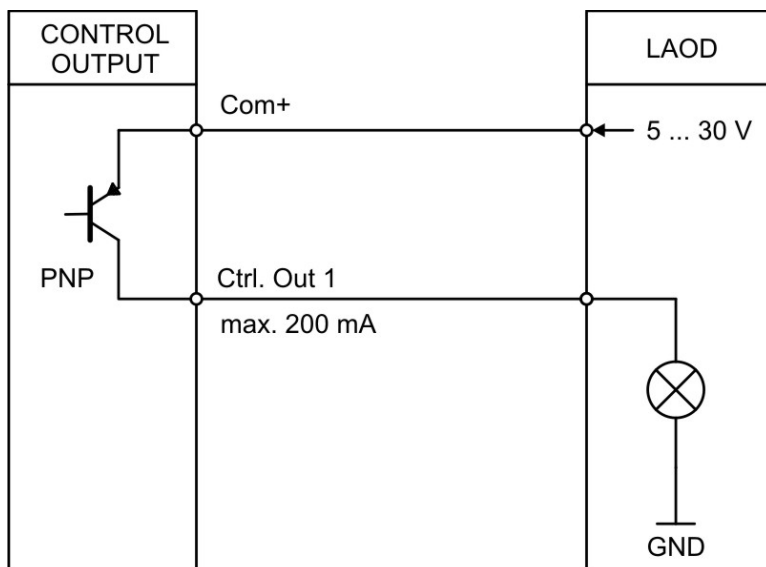 CONTROL
OUTPUT
LAOD
Com+
5 ... 30 V
PNP
Ctrl. Out 1
max. 200 mA
GND